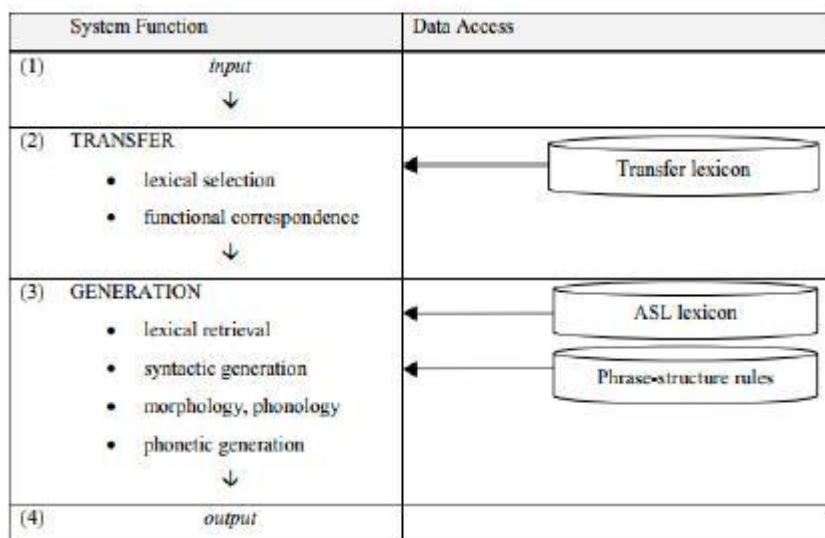 System Function Data Access
(1) input
↓
(2) TRANSFER
• lexical selection
• functional correspondence
↓
Transfer lexicon
(3) GENERATION
• lexical retrieval
• syntactic generation
• morphology, phonology
• phonetic generation
↓
ASL lexicon
Phrase-structure rules
(4) output